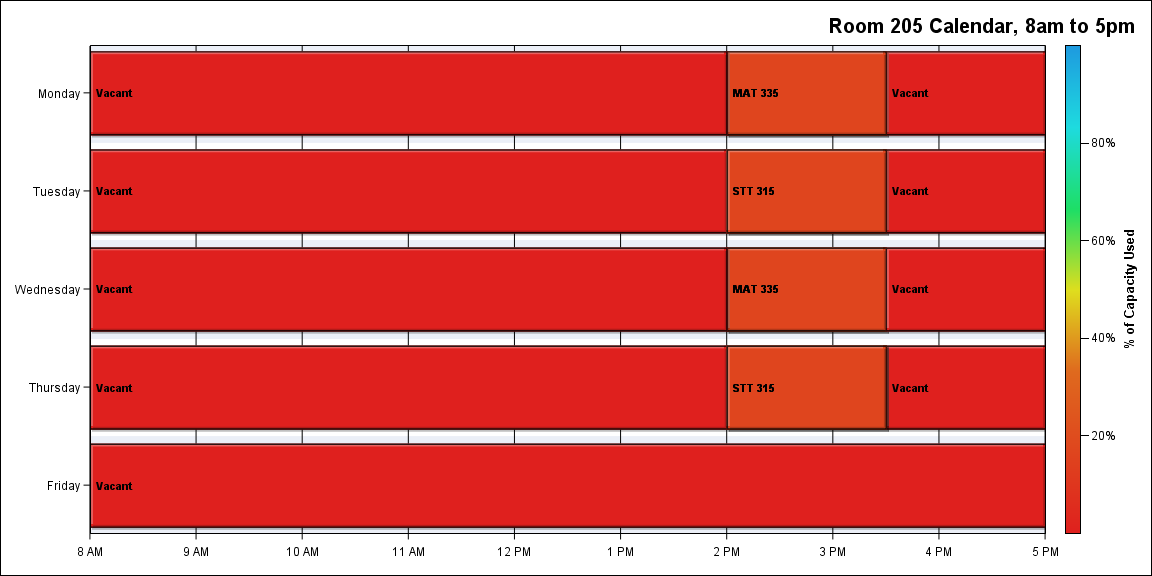 Room 205 Calendar, 8am to 5pm
Monday Vacant MAT 335 Vacant
80%
Tuesday Vacant STT 315 Vacant
60%
% of Capacity Used
Wednesday Vacant MAT 335 Vacant
40%
Thursday Vacant STT 315 Vacant
20%
Friday Vacant
8 AM 9 AM 10 AM 11 AM 12 PM 1 PM 2 PM 3 PM 4 PM 5 PM